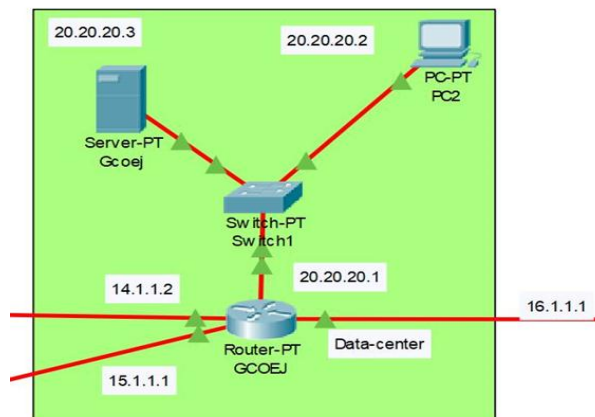 20.20.20.3
20.20.20.2
PC-PT
PC2
Server-PT
Gcoej
Switch-PT
Switch1
20.20.20.1
14.1.1.2
16.1.1.1
Router-PT
GCOEJ
Data-center
15.1.1.1